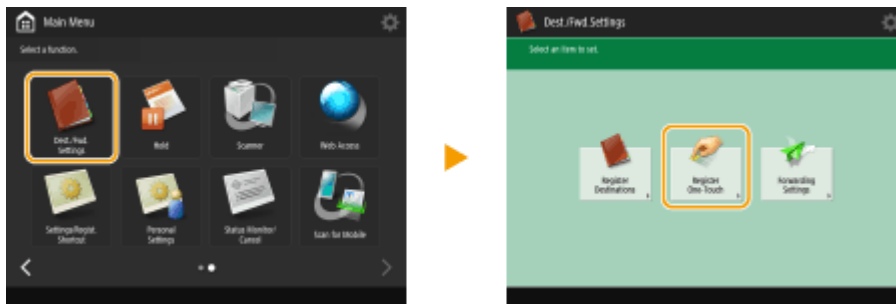 Main Menu
Select a function.
Dest./Fwd.
Settings
Hold
Scanner
Web Access
Settings/Regist.
Shortcut
Personal
Settings
Status Monitor/
Cancel
Scan for Mobile
Dest./Fwd.Settings
Select an item to set.
Register
Destinations
Register
One-Touch
Forwarding
Settings